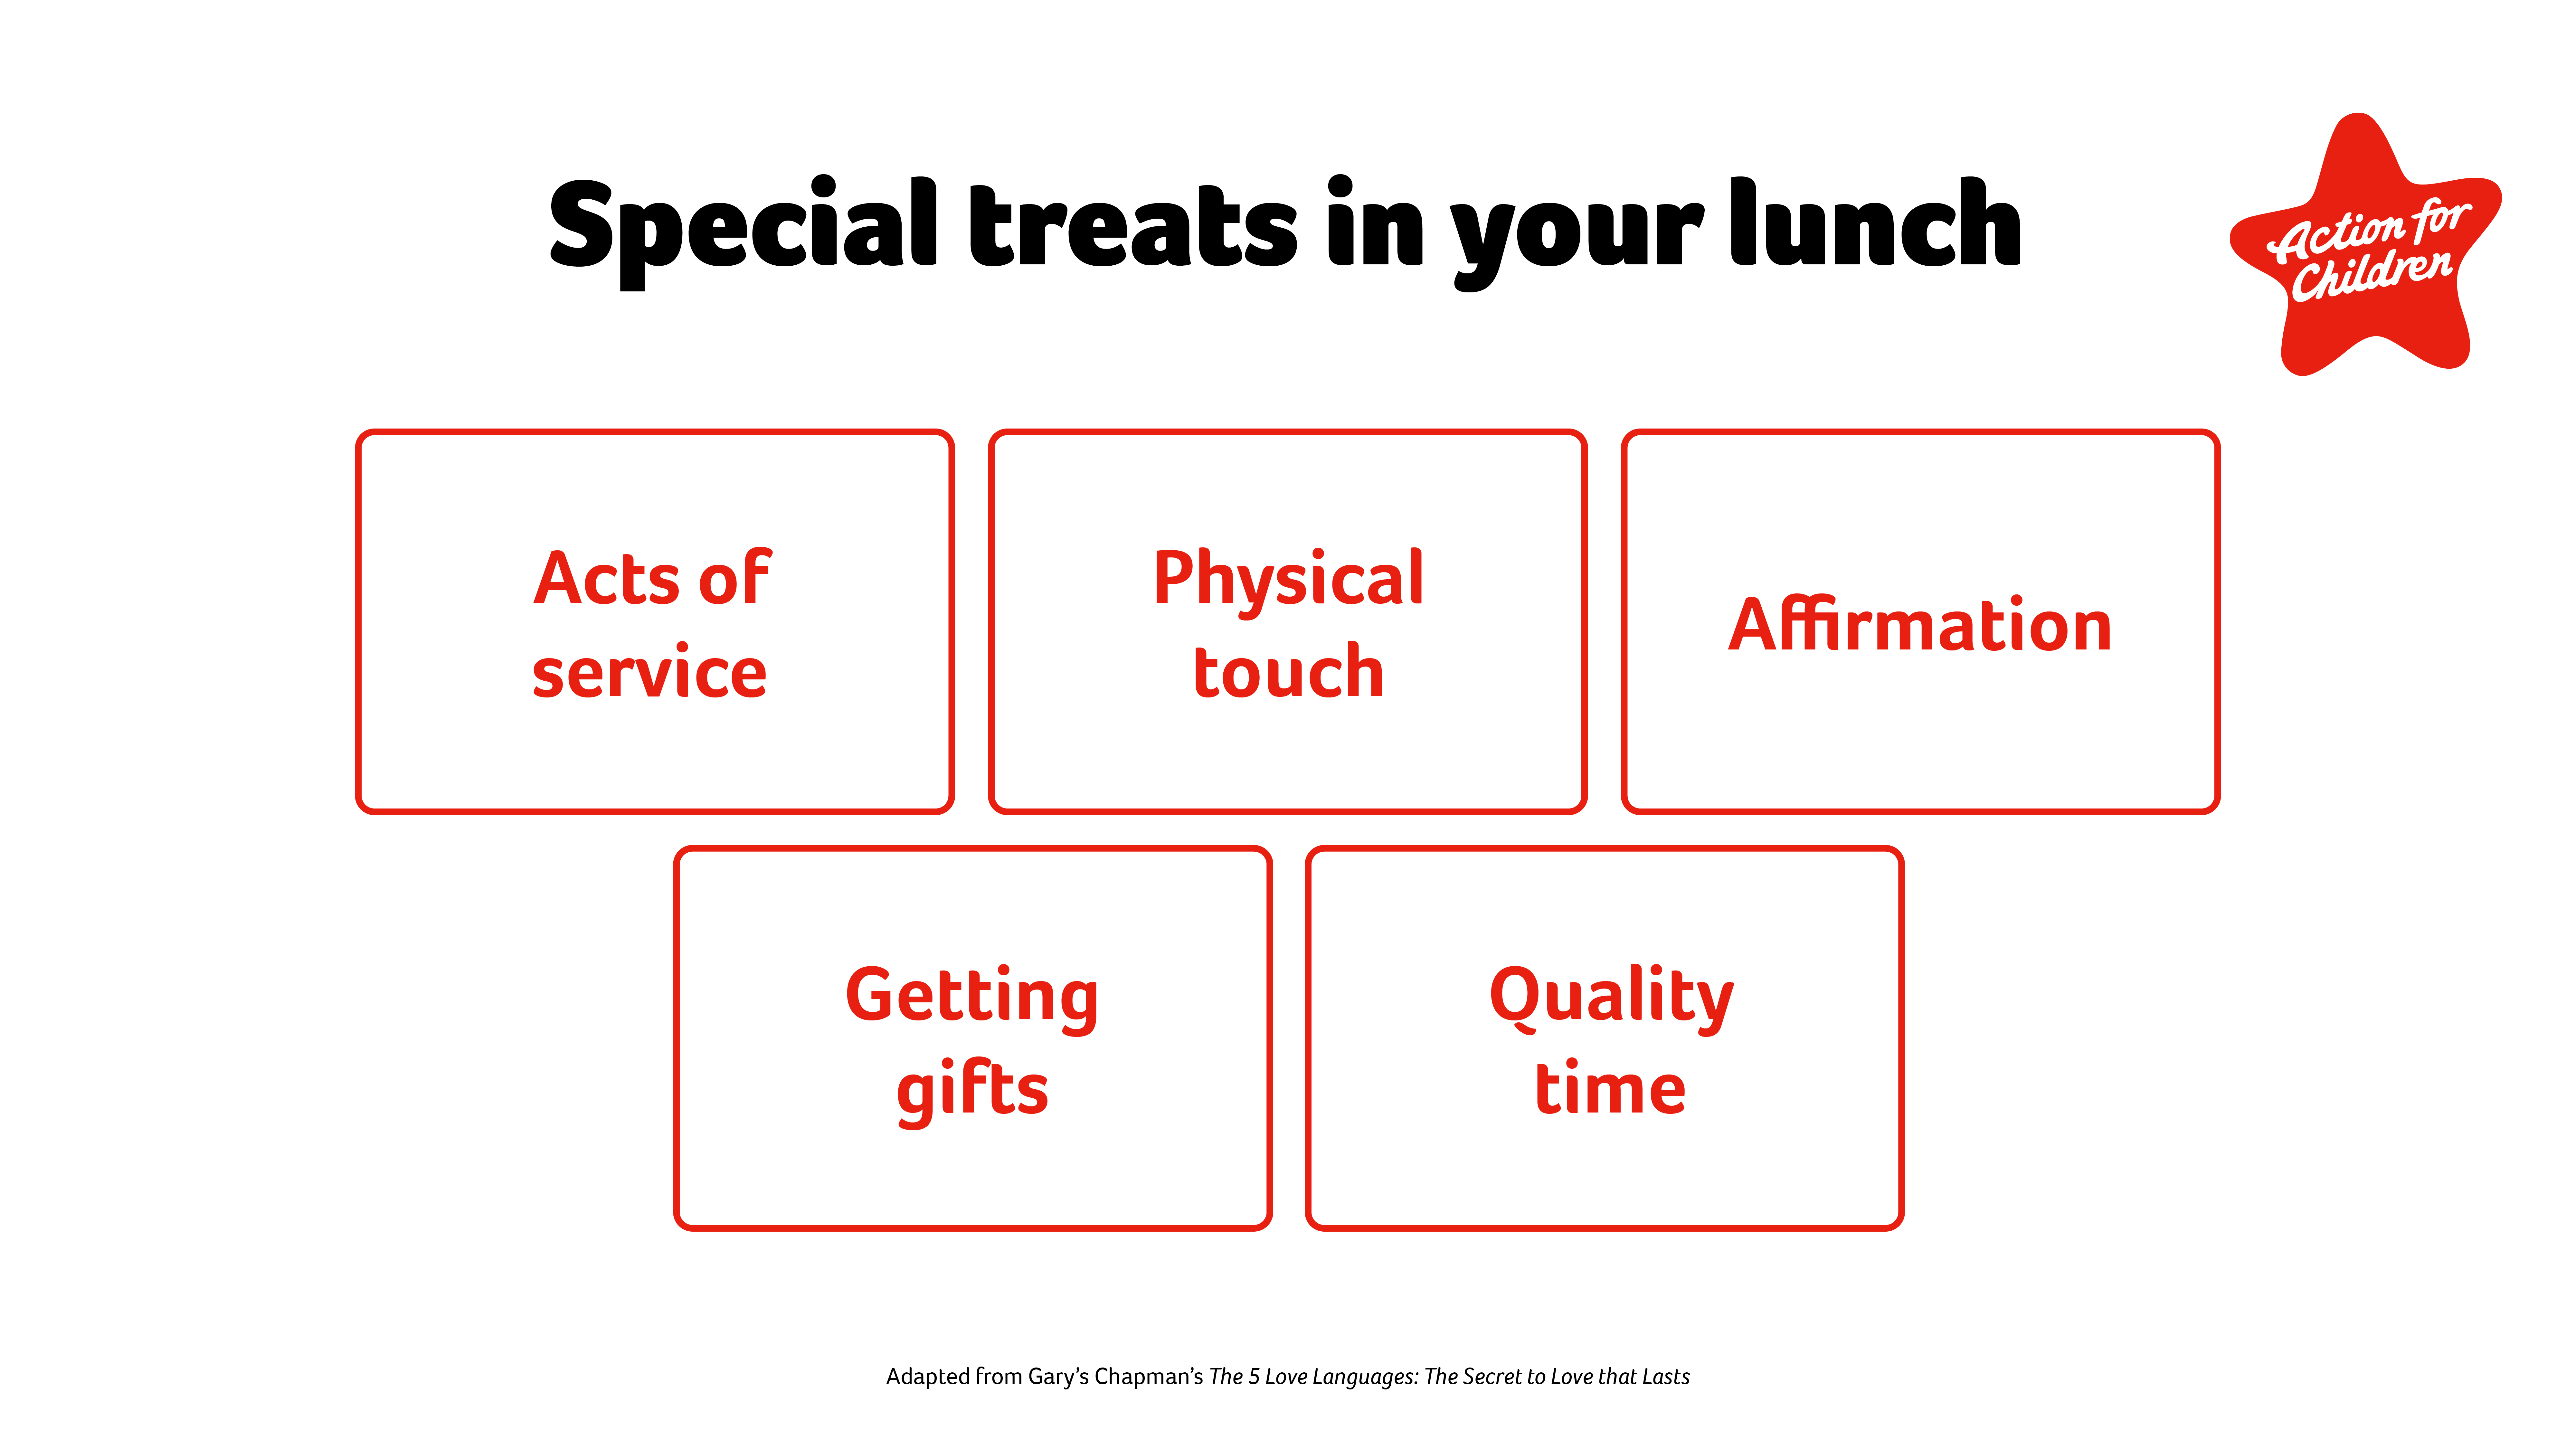 Special treats in your lunch
Action for
Children
Acts of
service
Physical
touch
Affirmation
Getting
gifts
Quality
time
Adapted from Gary’s Chapman’s The 5 Love Languages: The Secret to Love that Lasts